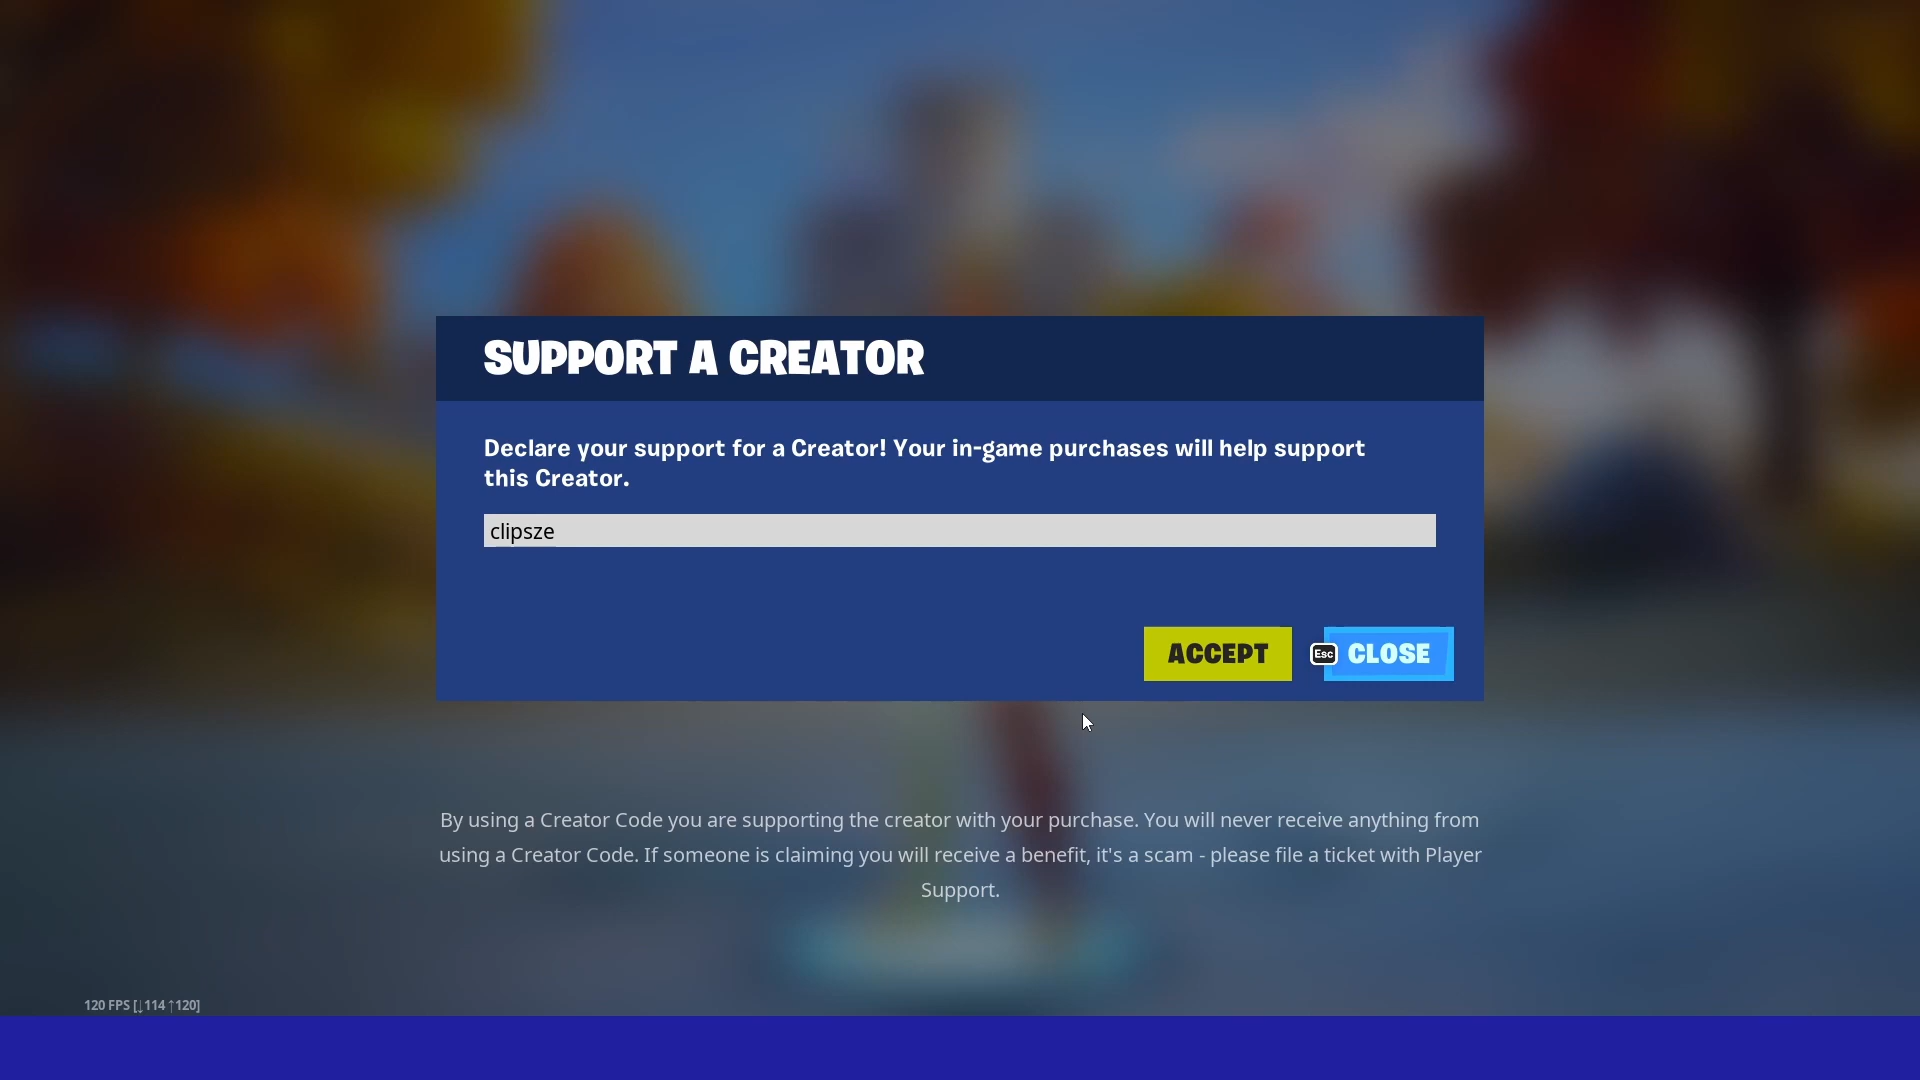 SUPPORT A CREATOR
Declare your support for a Creator! Your in-game purchases will help support
this Creator.
clipsze
ACCEPT
Esc CLOSE
By using a Creator Code you are supporting the creator with your purchase. You will never receive anything from
using a Creator Code. If someone is claiming you will receive a benefit, it's a scam - please file a ticket with Player
Support.
120 FPS [↓114 ↑120]